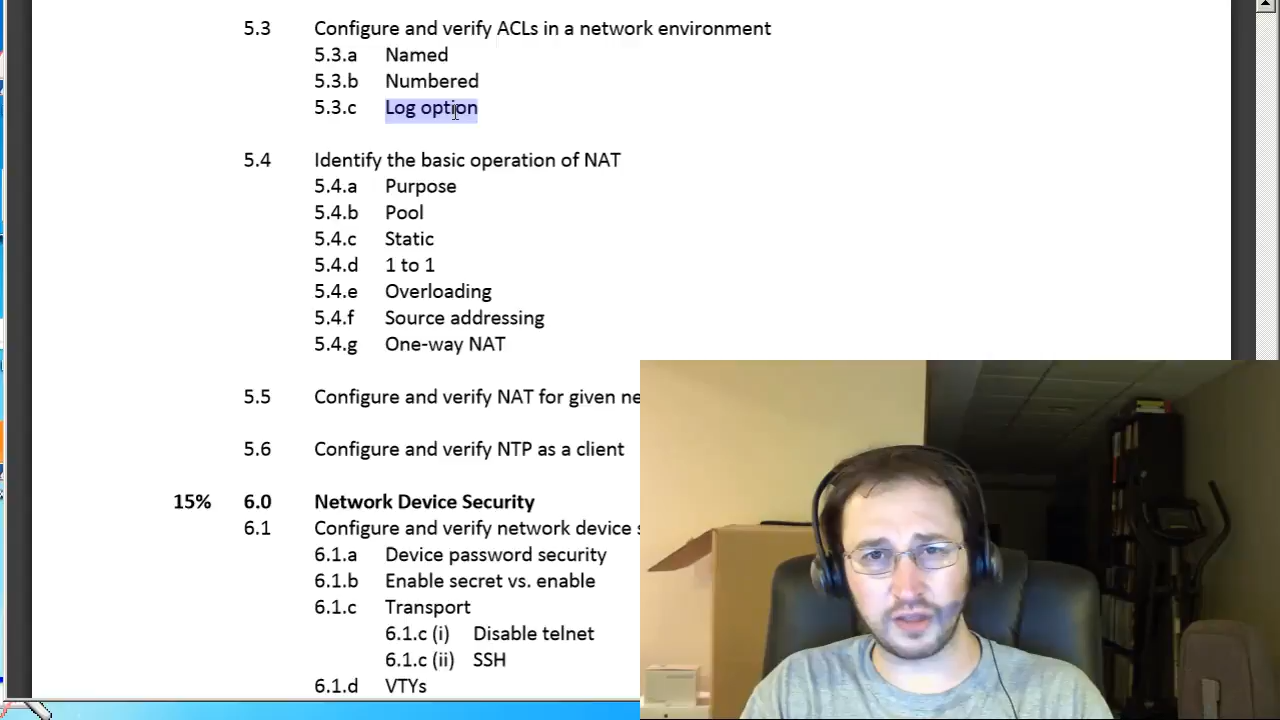 5.3 Configure and verify ACLs in a network environment
5.3.a Named
5.3.b Numbered
5.3.c Log option
5.4 Identify the basic operation of NAT
5.4.a Purpose
5.4.b Pool
5.4.c Static
5.4.d 1 to 1
5.4.e Overloading
5.4.f Source addressing
5.4.g One-way NAT
5.5 Configure and verify NAT for given ne
5.6 Configure and verify NTP as a client
15% 6.0 Network Device Security
6.1 Configure and verify network device s
6.1.a Device password security
6.1.b Enable secret vs. enable
6.1.c Transport
6.1.c (i) Disable telnet
6.1.c (ii) SSH
6.1.d VTYs